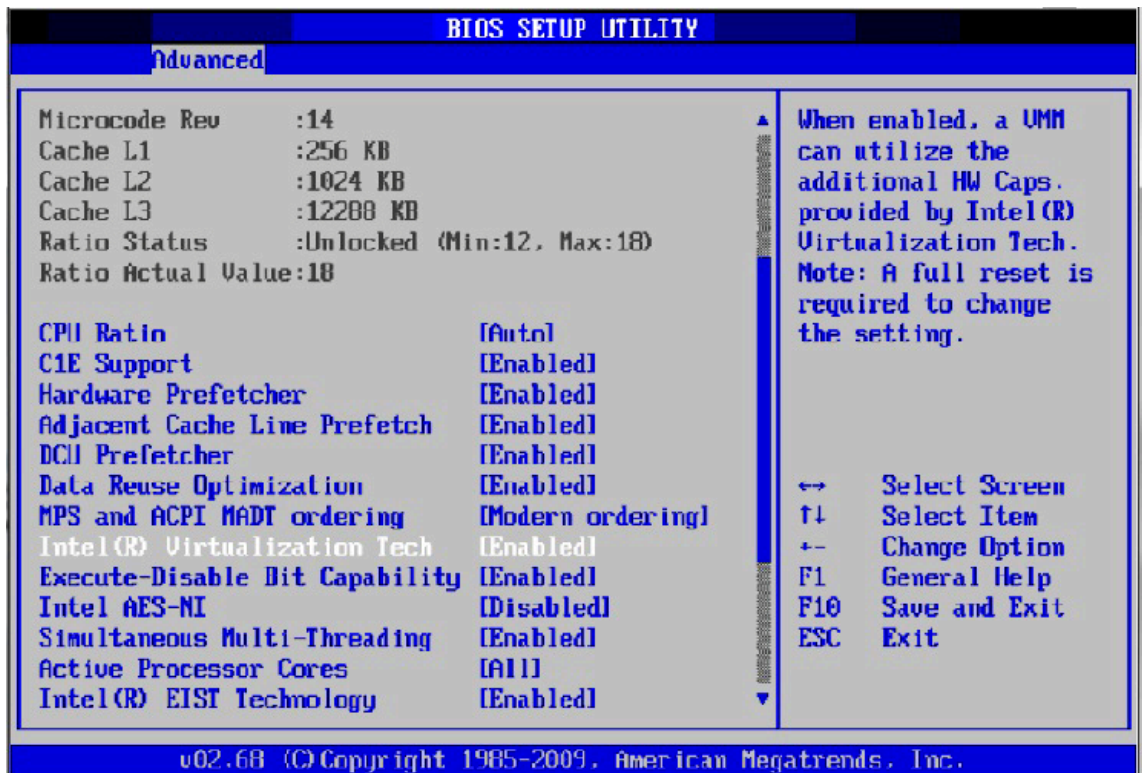 BIOS SETUP UTILITY
Advanced
Microcode Rev :14
Cache L1 :256 KB
Cache L2 :1024 KB
Cache L3 :12288 KB
Ratio Status :Unlocked (Min:12, Max:18)
Ratio Actual Value:18
CPU Ratio [Auto]
C1E Support [Enabled]
Hardware Prefetcher [Enabled]
Adjacent Cache Line Prefetch [Enabled]
DCU Prefetcher [Enabled]
Data Reuse Optimization [Enabled]
MPS and ACPI MADT ordering [Modern ordering]
Intel(R) Virtualization Tech [Enabled]
Execute-Disable Bit Capability [Enabled]
Intel AES-NI [Disabled]
Simultaneous Multi-Threading [Enabled]
Active Processor Cores [All]
Intel(R) EIST Technology [Enabled]
When enabled, a VMM
can utilize the
additional HW Caps.
provided by Intel(R)
Virtualization Tech.
Note: A full reset is
required to change
the setting.
←→ Select Screen
↑↓ Select Item
+- Change Option
F1 General Help
F10 Save and Exit
ESC Exit
v02.68 (C)Copyright 1985-2009, American Megatrends, Inc.